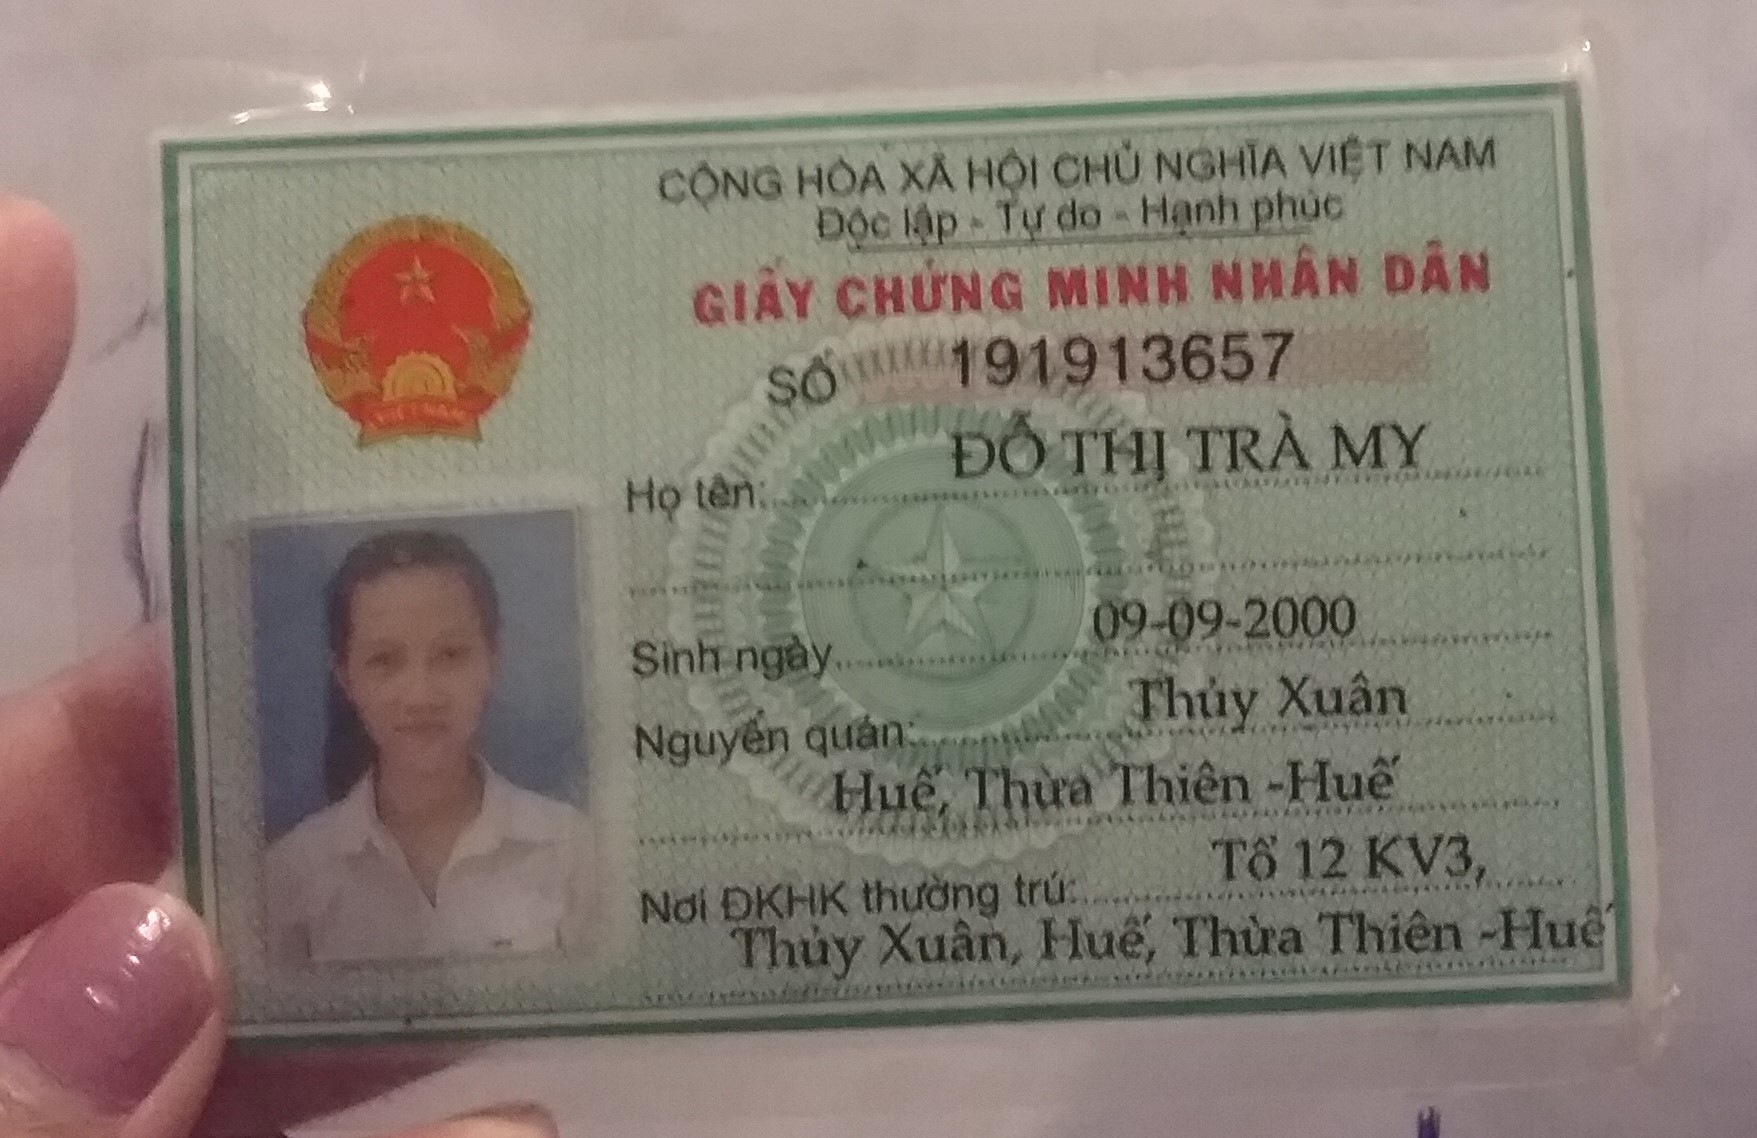 CỘNG HÒA XÃ HỘI CHỦ NGHĨA VIỆT NAM
Độc lập - Tự do - Hạnh phúc
GIẤY CHỨNG MINH NHÂN DÂN
SỐ 191913657
Họ tên: ĐỖ THỊ TRÀ MY
Sinh ngày 09-09-2000
Nguyên quán: Thủy Xuân
Huế, Thừa Thiên -Huế
Nơi ĐKHK thường trú: Tổ 12 KV3,
Thủy Xuân, Huế, Thừa Thiên -Huế
VIỆT NAM